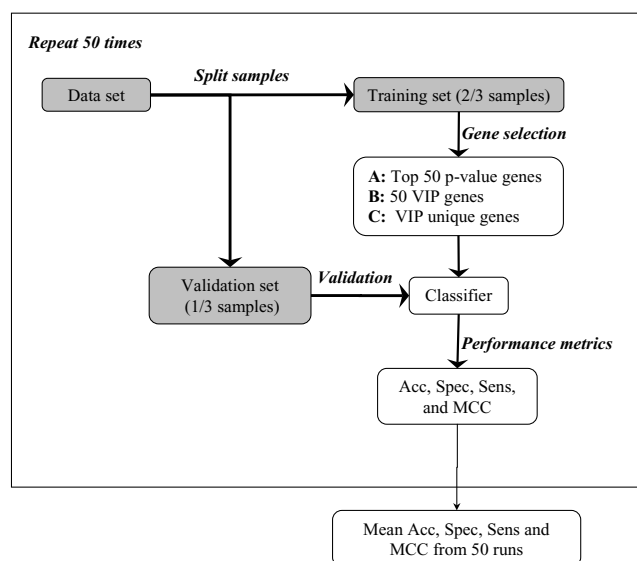 Repeat 50 times
Split samples
Data set
Training set (2/3 samples)
Gene selection
A: Top 50 p-value genes
B: 50 VIP genes
C: VIP unique genes
Validation set
(1/3 samples)
Validation
Classifier
Performance metrics
Acc, Spec, Sens,
and MCC
Mean Acc, Spec, Sens and
MCC from 50 runs